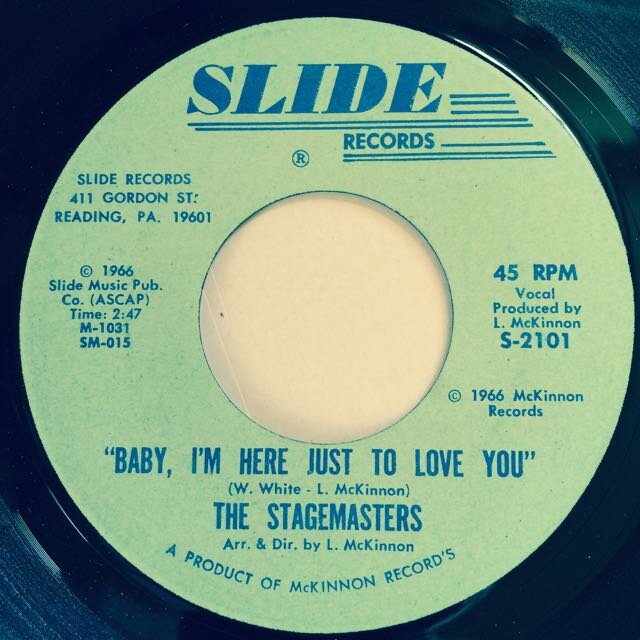 SLIDE
RECORDS
®
SLIDE RECORDS
411 GORDON ST.
READING, PA. 19601
© 1966
Slide Music Pub.
Co. (ASCAP)
Time: 2:47
M-1031
SM-015
45 RPM
Vocal
Produced by
L. McKinnon
S-2101
© 1966 McKinnon
Records
"BABY, I'M HERE JUST TO LOVE YOU"
(W. White - L. McKinnon)
THE STAGEMASTERS
Arr. & Dir. by L. McKinnon
A PRODUCT OF McKINNON RECORD'S